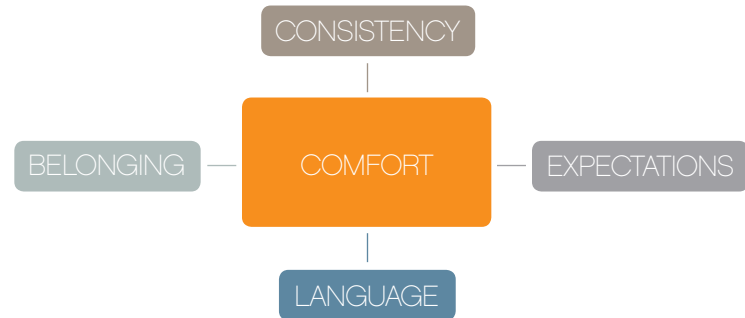 CONSISTENCY
BELONGING
COMFORT
EXPECTATIONS
LANGUAGE